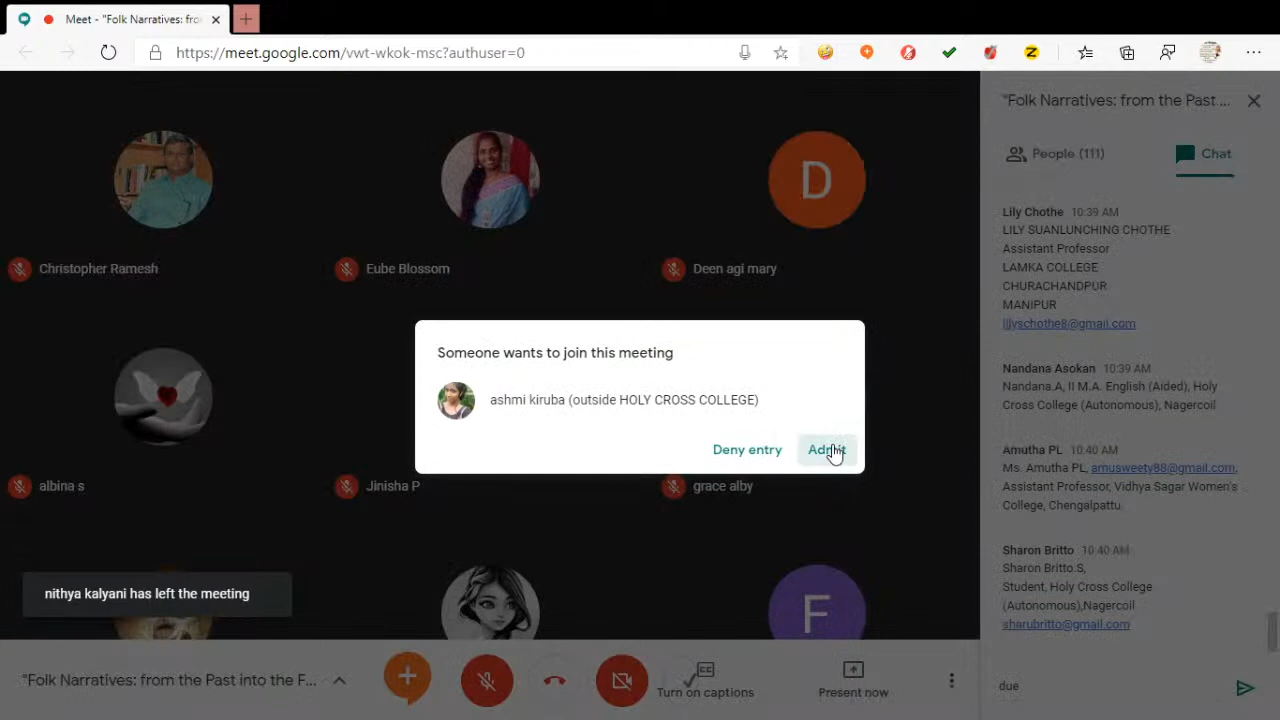 Meet - "Folk Narratives: fro
https://meet.google.com/vwt-wkok-msc?authuser=0
"Folk Narratives: from the Past ...
People (111)
Chat
Christopher Ramesh
Eube Blossom
D
Deen agi mary
albina s
Jinisha P
grace alby
F
Someone wants to join this meeting
ashmi kiruba (outside HOLY CROSS COLLEGE)
Deny entry
Admit
nithya kalyani has left the meeting
Lily Chothe 10:39 AM
LILY SUANLUNCHING CHOTHE
Assistant Professor
LAMKA COLLEGE
CHURACHANDPUR
MANIPUR
lilyschothe8@gmail.com
Nandana Asokan 10:39 AM
Nandana.A, II M.A. English (Aided), Holy
Cross College (Autonomous), Nagercoil
Amutha PL 10:40 AM
Ms. Amutha PL, amusweety88@gmail.com,
Assistant Professor, Vidhya Sagar Women's
College, Chengalpattu.
Sharon Britto 10:40 AM
Sharon Britto.S,
Student, Holy Cross College
(Autonomous),Nagercoil
sharubritto@gmail.com
due
"Folk Narratives: from the Past into the F...
Turn on captions
Present now